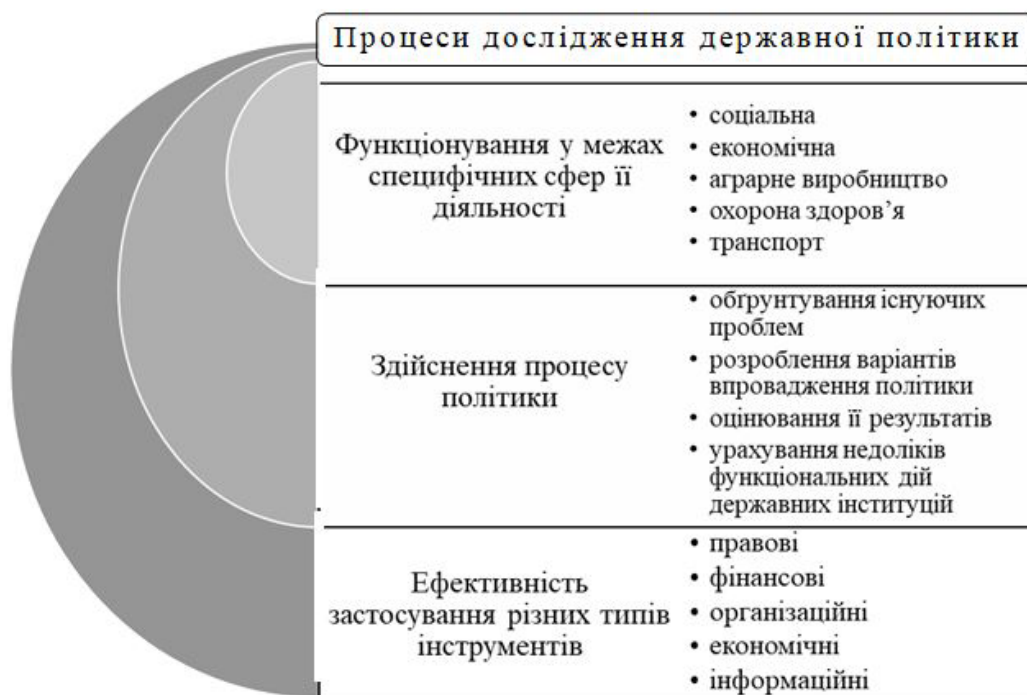 Процеси дослідження державної політики
Функціонування у межах
специфічних сфер її
діяльності
• соціальна
• економічна
• аграрне виробництво
• охорона здоров’я
• транспорт
Здійснення процесу
політики
• обґрунтування існуючих
проблем
• розроблення варіантів
впровадження політики
• оцінювання її результатів
• урахування недоліків
функціональних дій
державних інституцій
Ефективність
застосування різних типів
інструментів
• правові
• фінансові
• організаційні
• економічні
• інформаційні